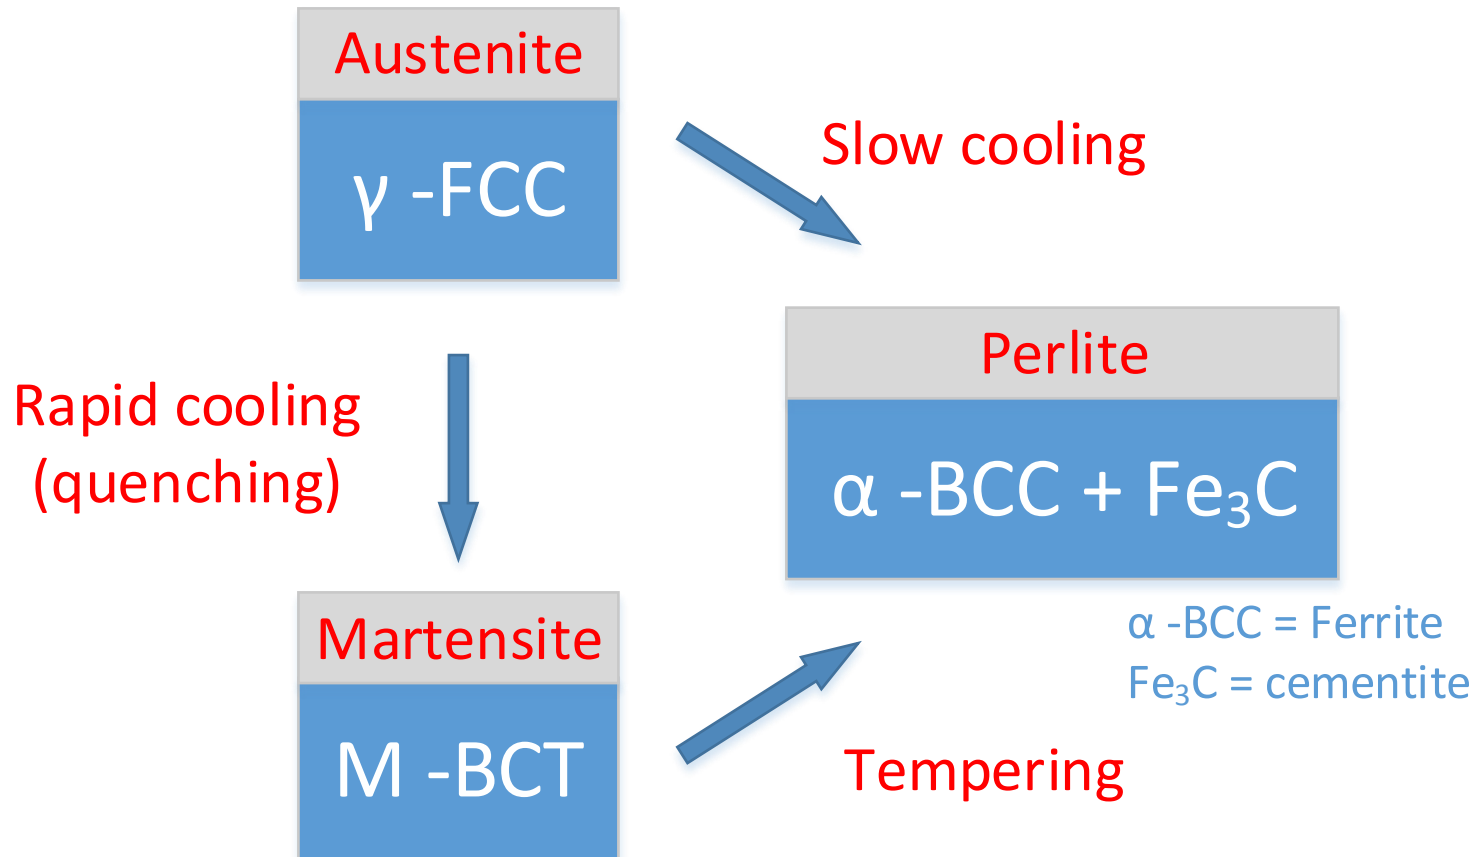 Austenite
γ -FCC
Slow cooling
Rapid cooling
(quenching)
Perlite
α -BCC + Fe₃C
α -BCC = Ferrite
Fe₃C = cementite
Martensite
M -BCT
Tempering